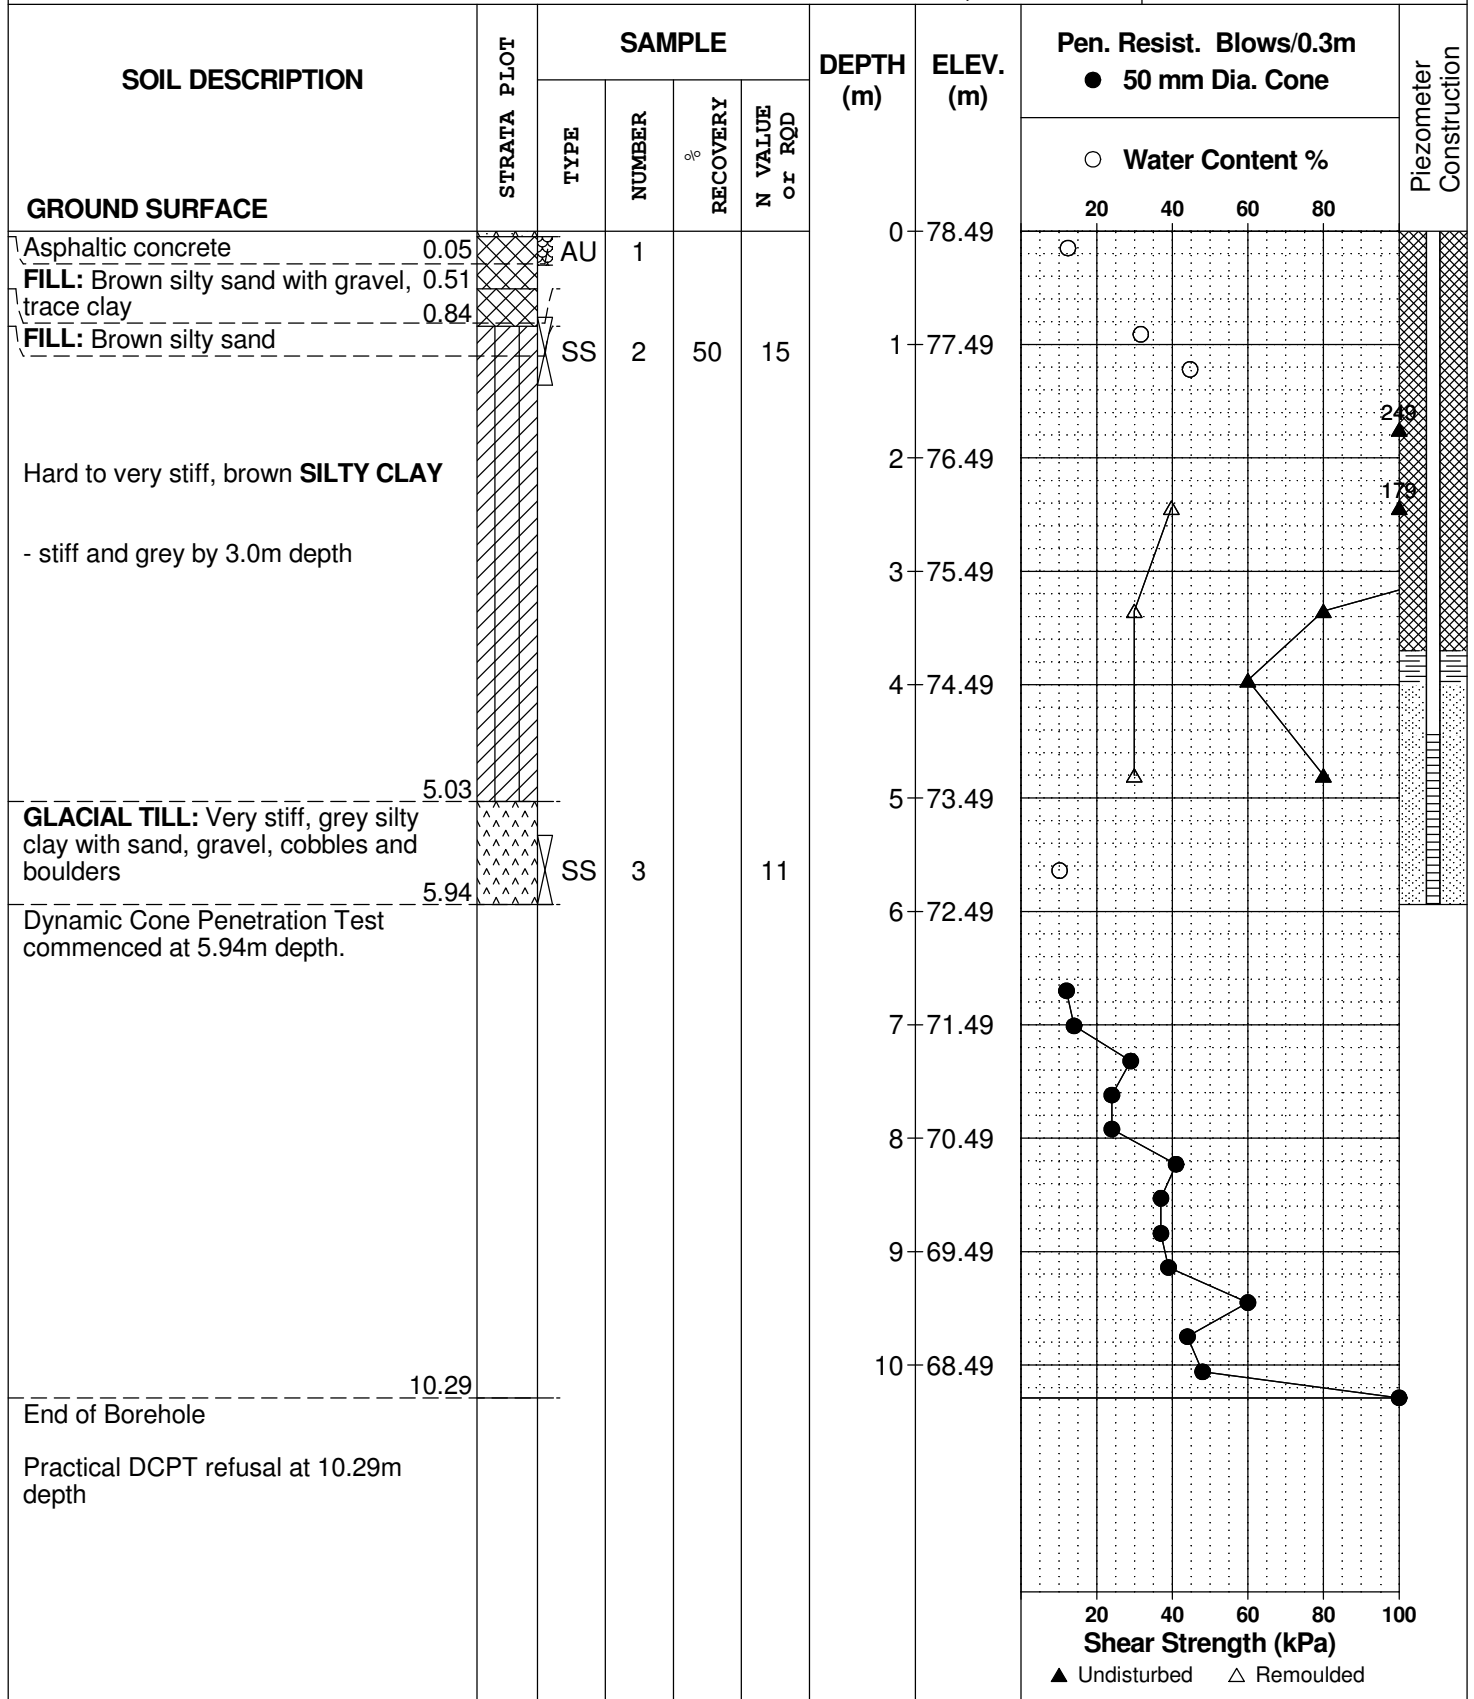 SOIL DESCRIPTION
GROUND SURFACE
STRATA PLOT
SAMPLE
TYPE
NUMBER
%
RECOVERY
N VALUE
or RQD
DEPTH
(m)
ELEV.
(m)
Pen. Resist. Blows/0.3m
● 50 mm Dia. Cone
○ Water Content %
20 40 60 80
Piezometer
Construction
0 78.49
Asphaltic concrete 0.05
AU 1
FILL: Brown silty sand with gravel, 0.51
trace clay 0.84
FILL: Brown silty sand
SS 2 50 15
1 77.49
249
2 76.49
Hard to very stiff, brown SILTY CLAY
179
- stiff and grey by 3.0m depth
3 75.49
4 74.49
5.03
5 73.49
GLACIAL TILL: Very stiff, grey silty
clay with sand, gravel, cobbles and
boulders
5.94
SS 3 11
6 72.49
Dynamic Cone Penetration Test
commenced at 5.94m depth.
7 71.49
8 70.49
9 69.49
10 68.49
10.29
End of Borehole
Practical DCPT refusal at 10.29m
depth
20 40 60 80 100
Shear Strength (kPa)
▲ Undisturbed △ Remoulded